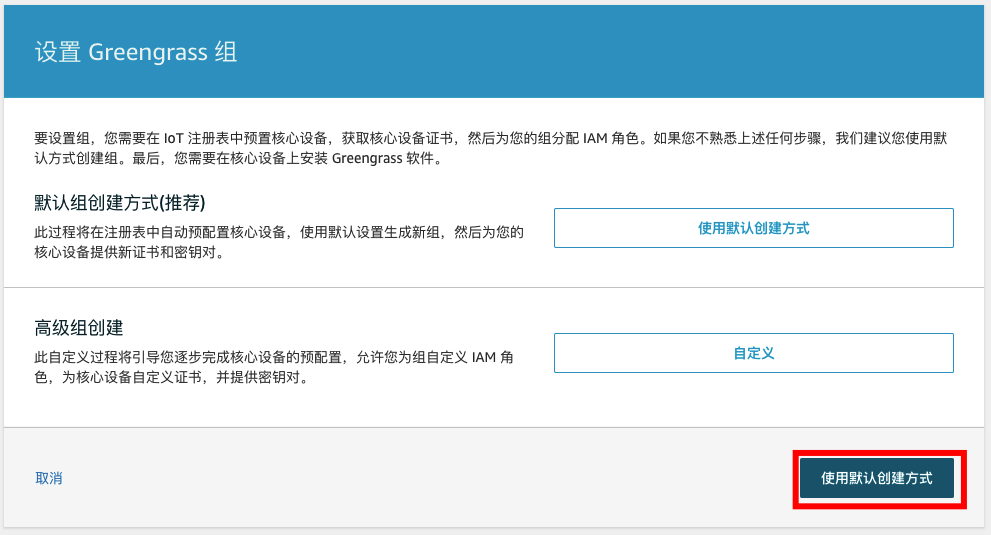 设置 Greengrass 组
要设置组，您需要在 IoT 注册表中预置核心设备，获取核心设备证书，然后为您的组分配 IAM 角色。如果您不熟悉上述任何步骤，我们建议您使用默
认方式创建组。最后，您需要在核心设备上安装 Greengrass 软件。
默认组创建方式(推荐)
此过程将在注册表中自动预配置核心设备，使用默认设置生成新组，然后为您的
核心设备提供新证书和密钥对。
使用默认创建方式
高级组创建
此自定义过程将引导您逐步完成核心设备的预配置，允许您为组自定义 IAM 角
色，为核心设备自定义证书，并提供密钥对。
自定义
取消
使用默认创建方式